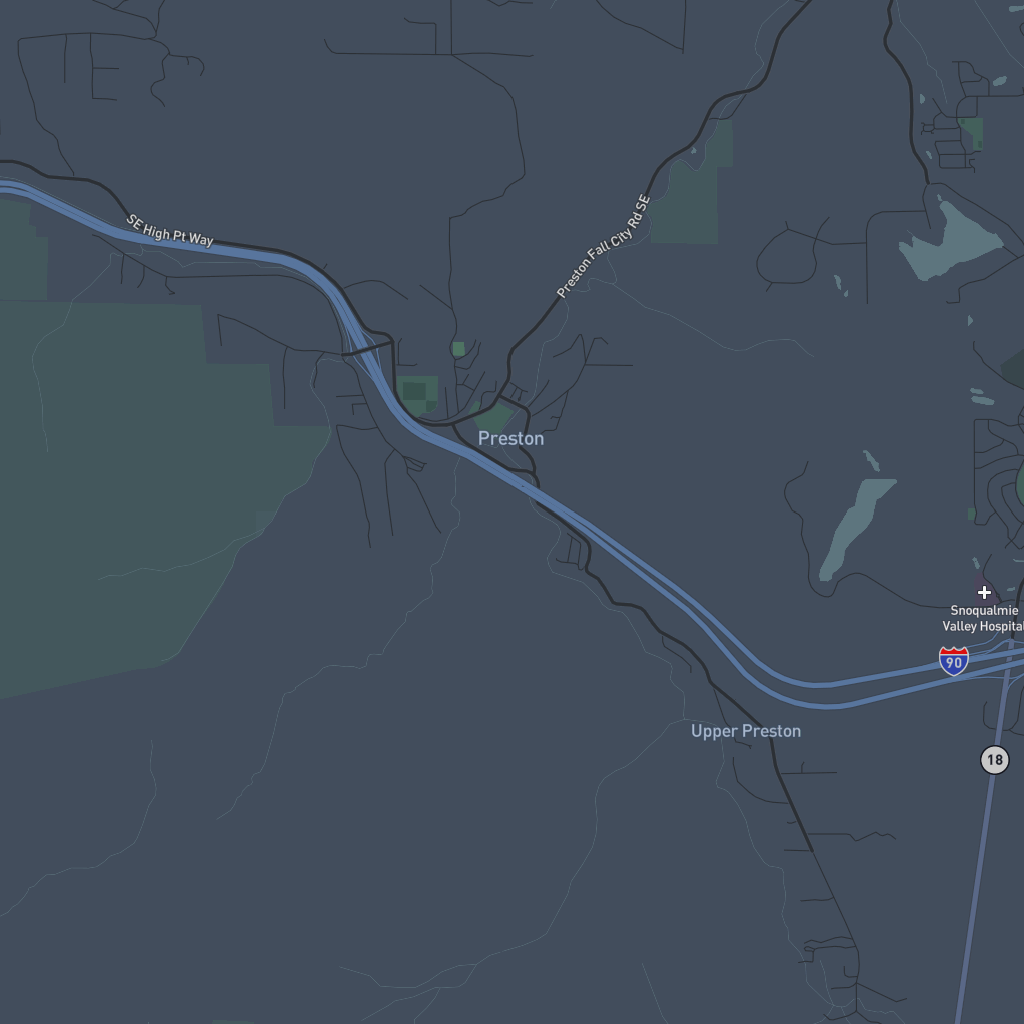 SE High Pt Way
Preston Fall City Rd SE
Preston
Snoqualmie
Valley Hospital
90
Upper Preston
18